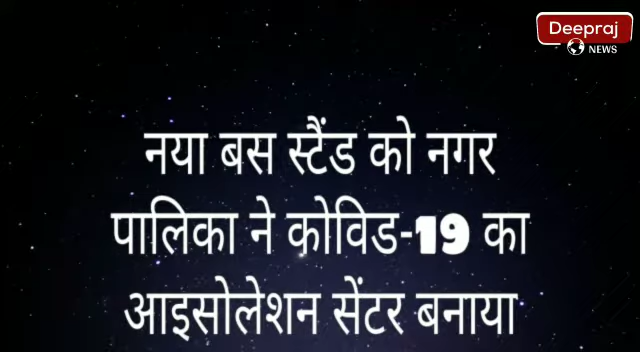 Deepraj
NEWS
नया बस स्टैंड को नगर
पालिका ने कोविड-19 का
आइसोलेशन सेंटर बनाया